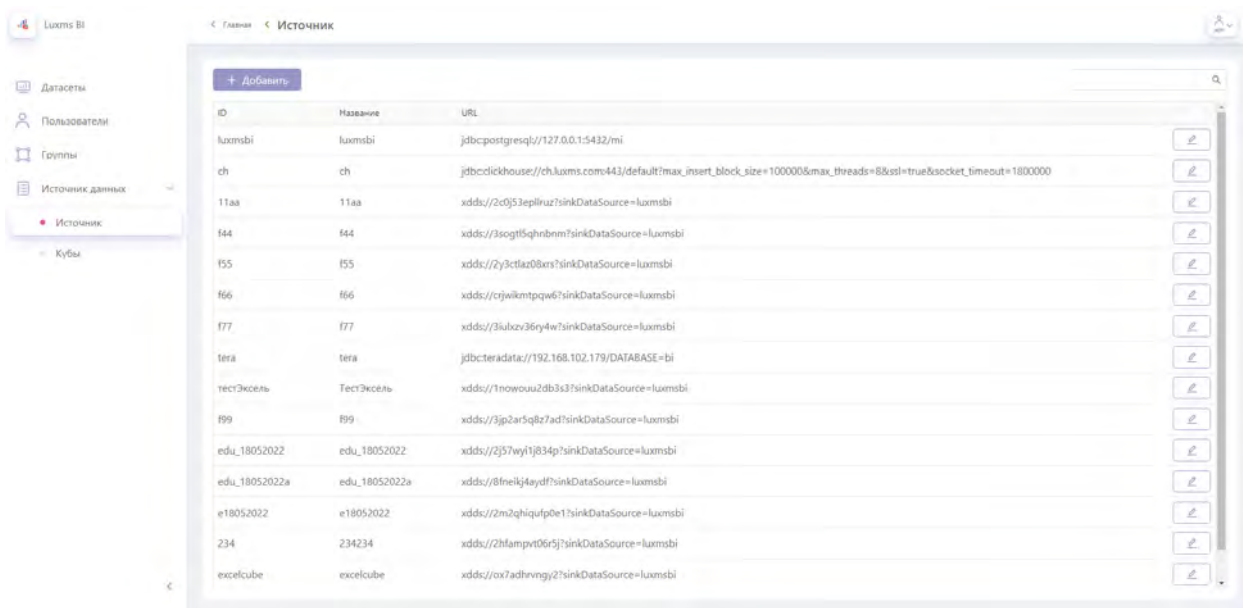 Luxms BI
Главная Источник
Датасеты
Пользователи
Группы
Источник данных
Источник
Кубы
+ Добавить
ID Название URL
luxmsbi luxmsbi jdbc:postgresql://127.0.0.1:5432/mi
ch ch jdbc:clickhouse://ch.luxms.com:443/default?max_insert_block_size=100000&max_threads=8&ssl=true&socket_timeout=1800000
11aa 11aa xdds://2c0j53epllruz?sinkDataSource=luxmsbi
f44 f44 xdds://3sogtl5qhnbnm?sinkDataSource=luxmsbi
f55 f55 xdds://2y3ctlaz08xrs?sinkDataSource=luxmsbi
f66 f66 xdds://crjwikmtpqw6?sinkDataSource=luxmsbi
f77 f77 xdds://3iulxzv36ry4w?sinkDataSource=luxmsbi
tera tera jdbc:teradata://192.168.102.179/DATABASE=bi
тестЭксель ТестЭксель xdds://1nowouu2db3s3?sinkDataSource=luxmsbi
f99 f99 xdds://3jp2ar5q8z7ad?sinkDataSource=luxmsbi
edu_18052022 edu_18052022 xdds://2j57wyi1j834p?sinkDataSource=luxmsbi
edu_18052022a edu_18052022a xdds://8fneikj4aydf?sinkDataSource=luxmsbi
e18052022 e18052022 xdds://2m2qhiqufp0e1?sinkDataSource=luxmsbi
234 234234 xdds://2hfampvt06r5j?sinkDataSource=luxmsbi
excelcube excelcube xdds://ox7adhrvngy2?sinkDataSource=luxmsbi